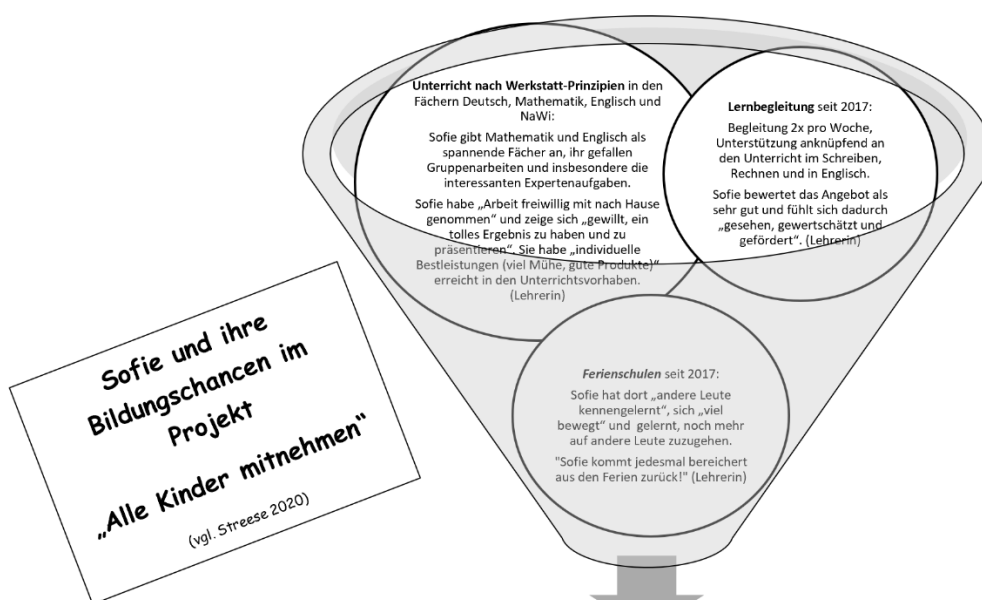 Unterricht nach Werkstatt-Prinzipien in den
Fächern Deutsch, Mathematik, Englisch und
NaWi:
Sofie gibt Mathematik und Englisch als
spannende Fächer an, ihr gefallen
Gruppenarbeiten und insbesondere die
interessanten Expertenaufgaben.
Sofie habe „Arbeit freiwillig mit nach Hause
genommen“ und zeige sich „gewillt, ein
tolles Ergebnis zu haben und zu
präsentieren“. Sie habe „individuelle
Bestleistungen (viel Mühe, gute Produkte)“
erreicht in den Unterrichtsvorhaben.
(Lehrerin)
Lernbegleitung seit 2017:
Begleitung 2x pro Woche,
Unterstützung anknüpfend an
den Unterricht im Schreiben,
Rechnen und in Englisch.
Sofie bewertet das Angebot als
sehr gut und fühlt sich dadurch
„gesehen, gewertschätzt und
gefördert“. (Lehrerin)
Ferienschulen seit 2017:
Sofie hat dort „andere Leute
kennengelernt“, sich „viel
bewegt“ und gelernt, noch mehr
auf andere Leute zuzugehen.
"Sofie kommt jedesmal bereichert
aus den Ferien zurück!" (Lehrerin)
Sofie und ihre
Bildungschancen im
Projekt
„Alle Kinder mitnehmen“
(vgl. Streese 2020)